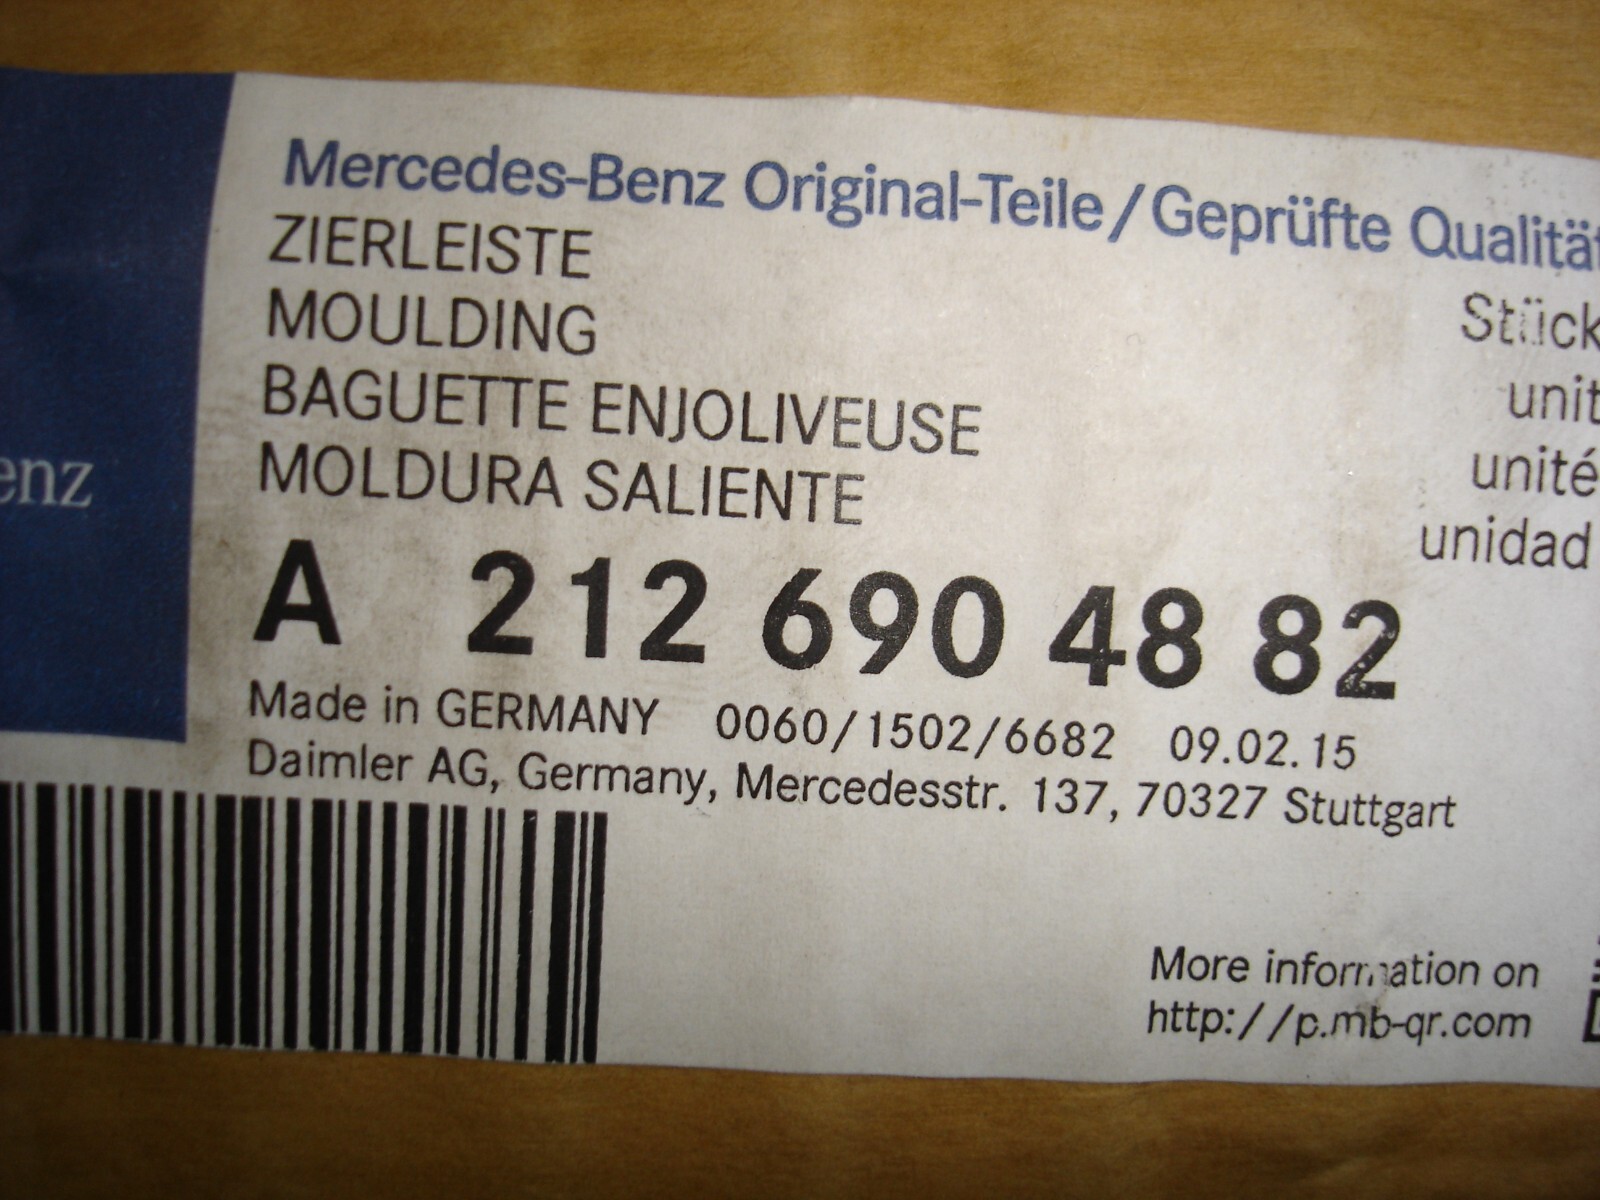 Mercedes-Benz Original-Teile/Geprüfte Qualität
ZIERLEISTE
MOULDING
BAGUETTE ENJOLIVEUSE
MOLDURA SALIENTE
Stück
unit
unité
unidad
enz
A 212 690 48 82
Made in GERMANY 0060/1502/6682 09.02.15
Daimler AG, Germany, Mercedesstr. 137, 70327 Stuttgart
More information on
http://p.mb-qr.com